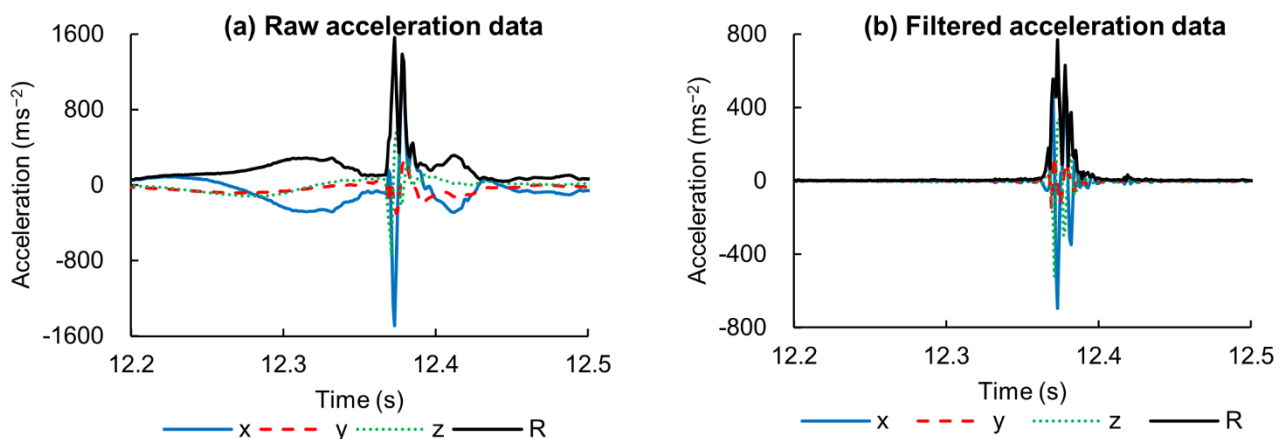 (a) Raw acceleration data
1600
800
0
-800
-1600
Acceleration (ms⁻²)
12.2 12.3 12.4 12.5
Time (s)
x y z R
(b) Filtered acceleration data
800
400
0
-400
-800
Acceleration (ms⁻²)
12.2 12.3 12.4 12.5
Time (s)
x y z R